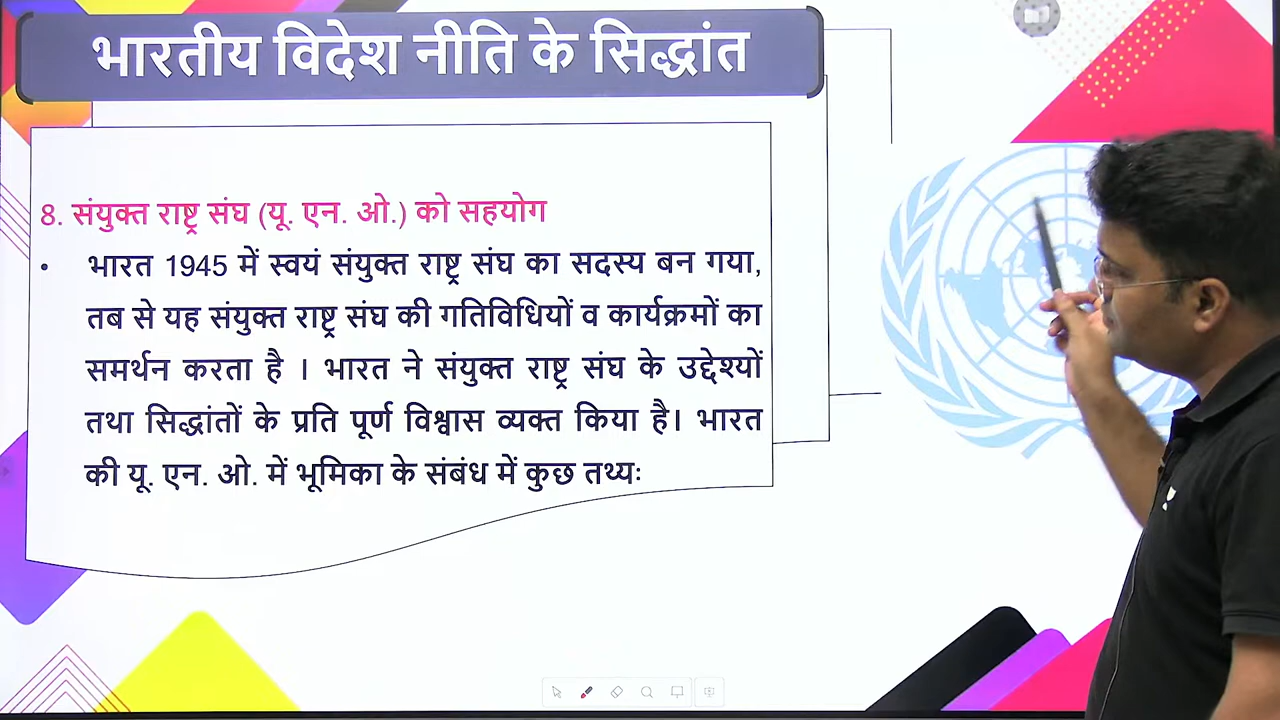 भारतीय विदेश नीति के सिद्धांत
8. संयुक्त राष्ट्र संघ (यू. एन. ओ.) को सहयोग
• भारत 1945 में स्वयं संयुक्त राष्ट्र संघ का सदस्य बन गया,
तब से यह संयुक्त राष्ट्र संघ की गतिविधियों व कार्यक्रमों का
समर्थन करता है । भारत ने संयुक्त राष्ट्र संघ के उद्देश्यों
तथा सिद्धांतों के प्रति पूर्ण विश्वास व्यक्त किया है। भारत
की यू. एन. ओ. में भूमिका के संबंध में कुछ तथ्यः